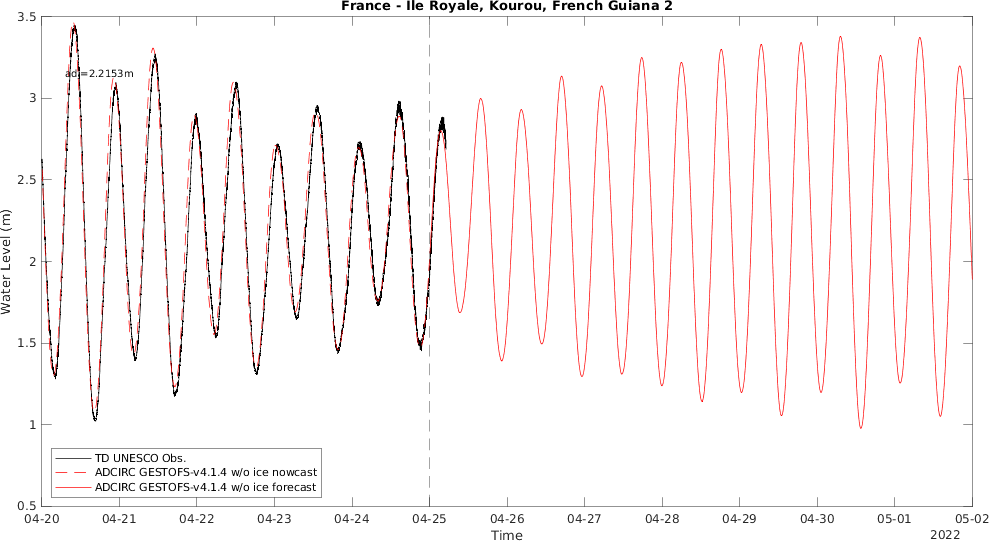 France - Ile Royale, Kourou, French Guiana 2
3.5
3
2.5
2
1.5
1
0.5
Water Level (m)
adj=2.2153m
TD UNESCO Obs.
ADCIRC GESTOFS-v4.1.4 w/o ice nowcast
ADCIRC GESTOFS-v4.1.4 w/o ice forecast
04-20 04-21 04-22 04-23 04-24 04-25 04-26 04-27 04-28 04-29 04-30 05-01 05-02
Time
2022